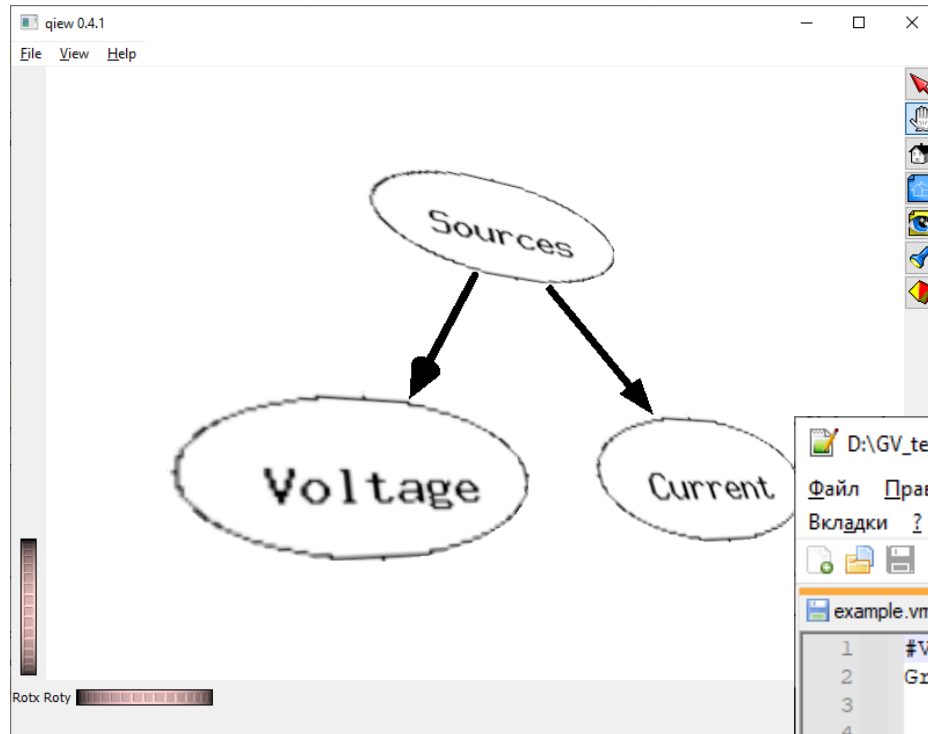 qiew 0.4.1
File View Help
Sources
Voltage
Current
Rotx Roty
D:\GV_te
Файл Прав
Вкладки ?
example.vm
1 #V
2 Gr
3
4